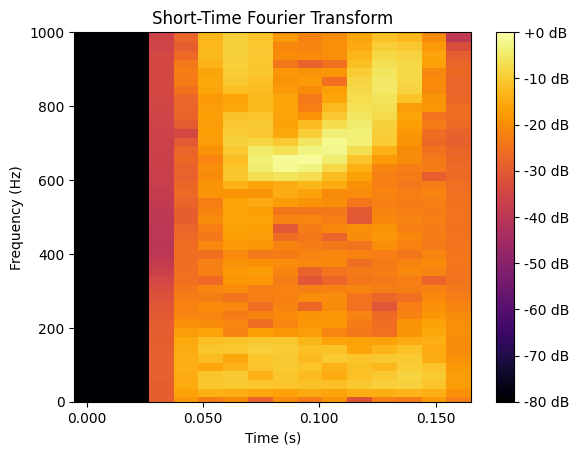 Short-Time Fourier Transform
1000
800
600
400
200
0
Frequency (Hz)
0.000
0.050
0.100
0.150
Time (s)
+0 dB
-10 dB
-20 dB
-30 dB
-40 dB
-50 dB
-60 dB
-70 dB
-80 dB